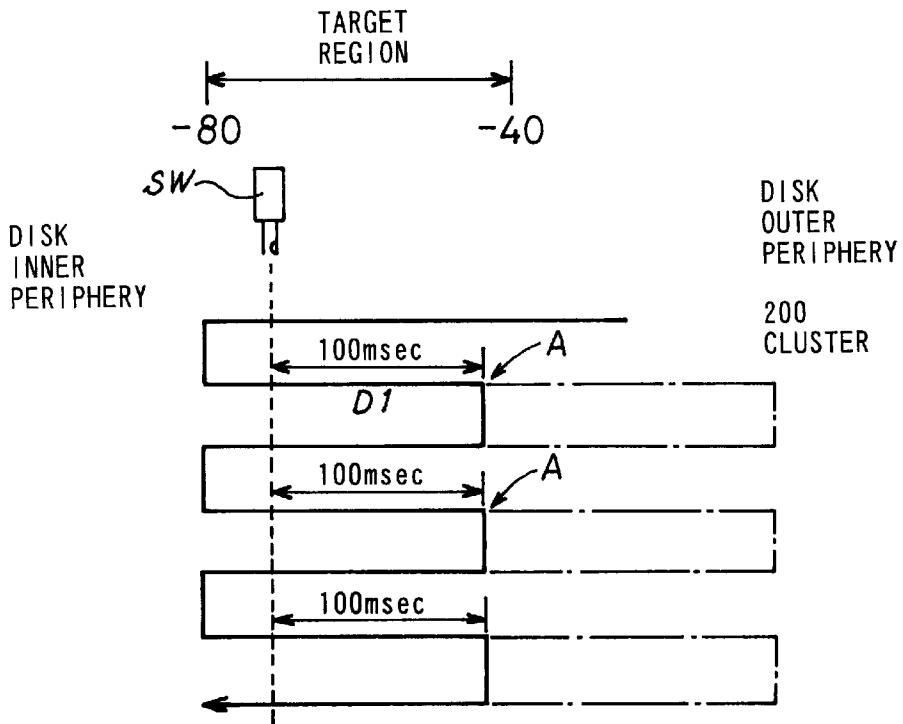 TARGET
REGION
-80
-40
SW
DISK
INNER
PERIPHERY
DISK
OUTER
PERIPHERY
200
CLUSTER
100msec
A
D1
100msec
A
100msec